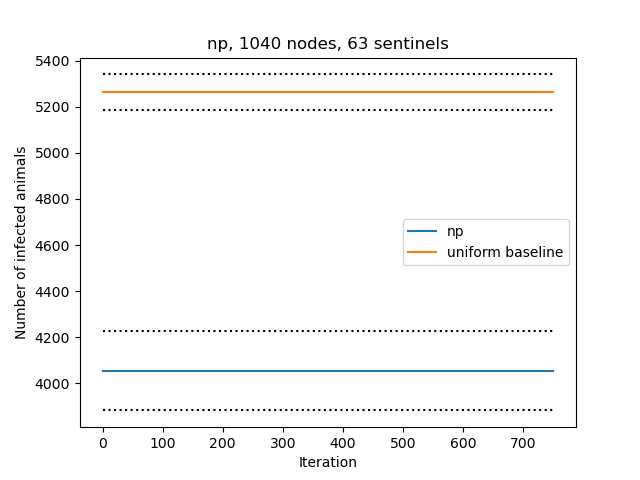 np, 1040 nodes, 63 sentinels
Number of infected animals
5400
5200
5000
4800
4600
4400
4200
4000
np
uniform baseline
0 100 200 300 400 500 600 700
Iteration